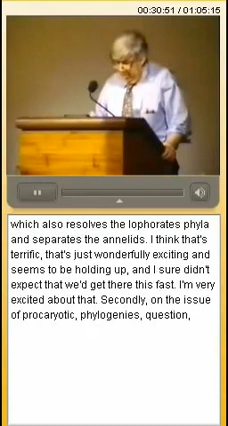 00:30:51 / 01:05:15
which also resolves the lophorates phyla
and separates the annelids. I think that's
terrific, that's just wonderfully exciting and
seems to be holding up, and I sure didn't
expect that we'd get there this fast. I'm very
excited about that. Secondly, on the issue
of procaryotic, phylogenies, question,